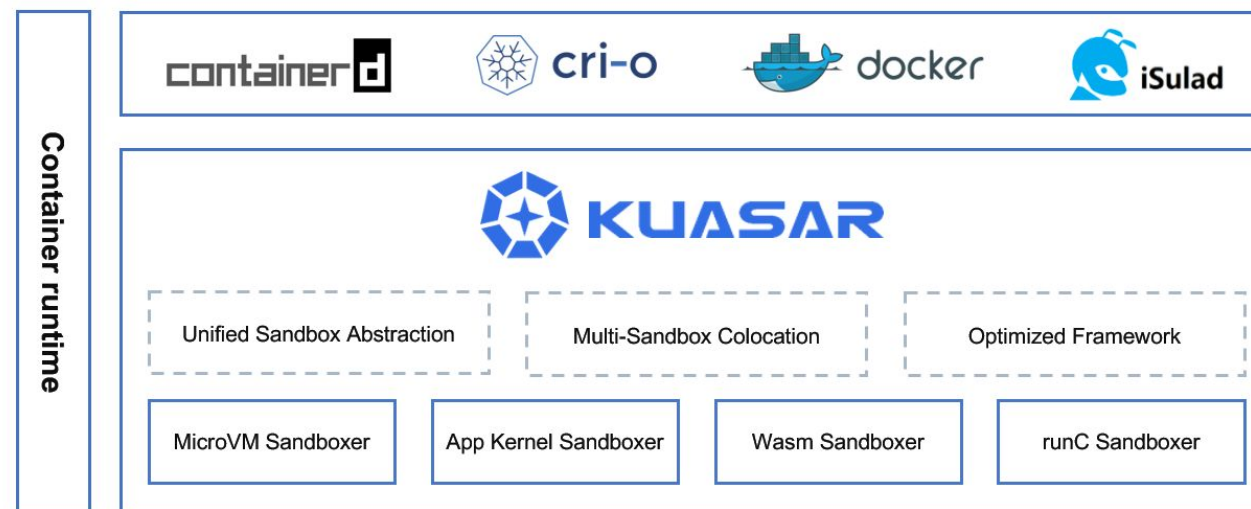 Container runtime
containerd
cri-o
docker
iSulad
KUASAR
Unified Sandbox Abstraction
Multi-Sandbox Colocation
Optimized Framework
MicroVM Sandboxer
App Kernel Sandboxer
Wasm Sandboxer
runC Sandboxer